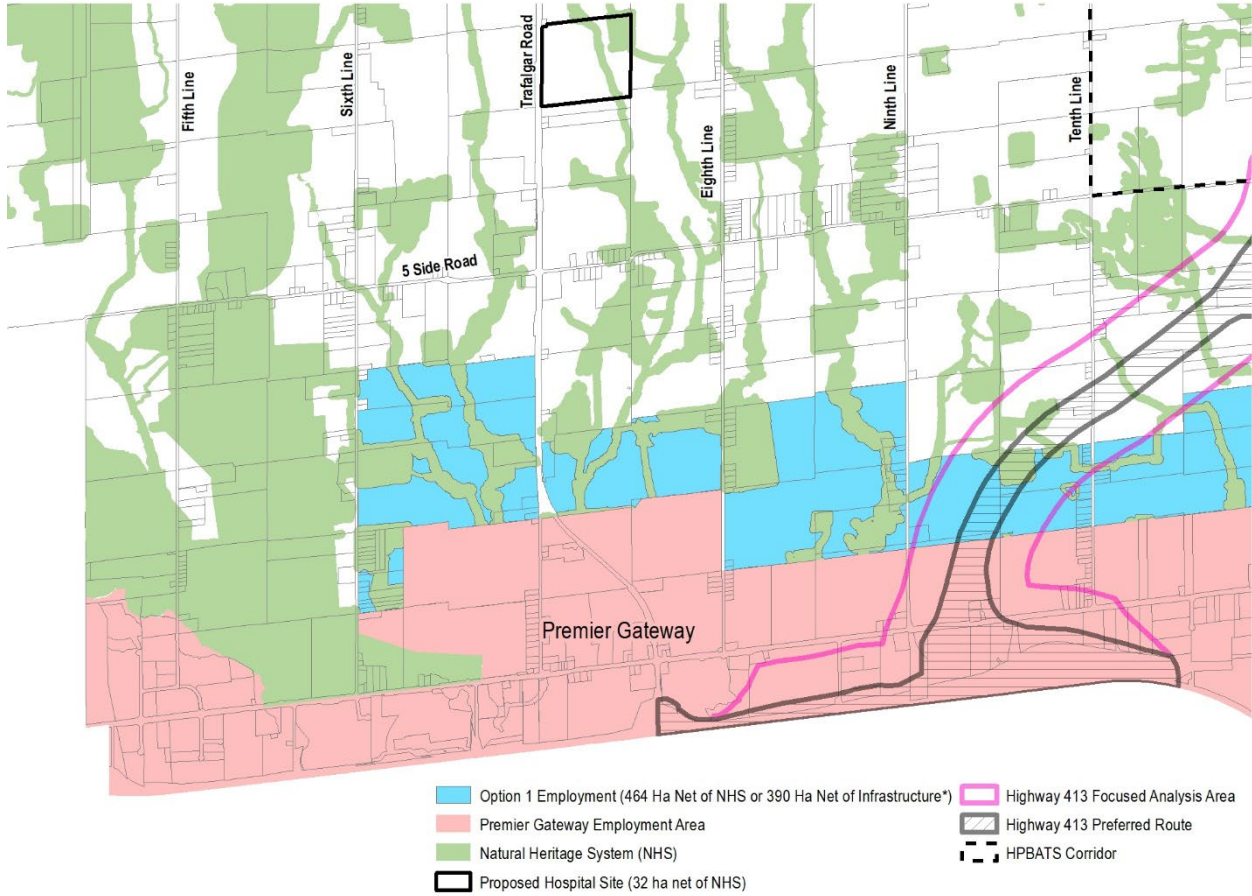 Fifth Line
Sixth Line
Trafalgar Road
Eighth Line
Ninth Line
Tenth Line
5 Side Road
Premier Gateway
Option 1 Employment (464 Ha Net of NHS or 390 Ha Net of Infrastructure*)
Premier Gateway Employment Area
Natural Heritage System (NHS)
Proposed Hospital Site (32 ha net of NHS)
Highway 413 Focused Analysis Area
Highway 413 Preferred Route
HPBATS Corridor